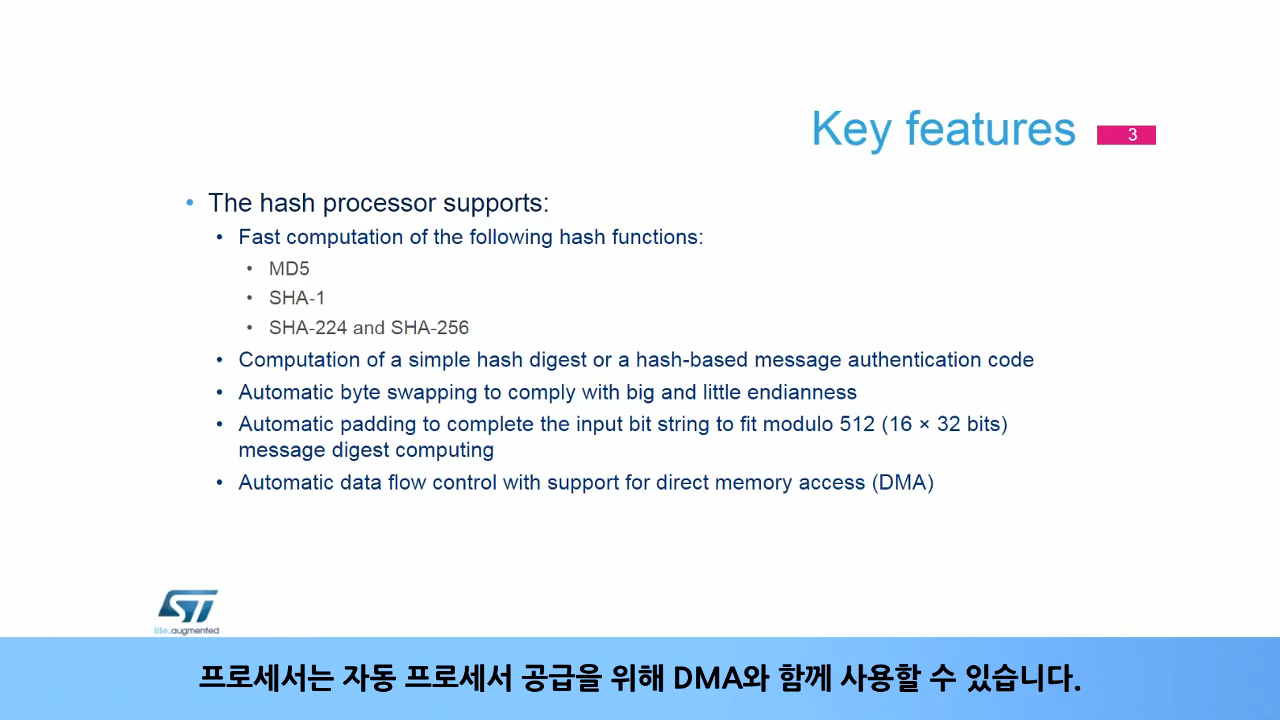 Key features
3
• The hash processor supports:
• Fast computation of the following hash functions:
• MD5
• SHA-1
• SHA-224 and SHA-256
• Computation of a simple hash digest or a hash-based message authentication code
• Automatic byte swapping to comply with big and little endianness
• Automatic padding to complete the input bit string to fit modulo 512 (16 × 32 bits)
message digest computing
• Automatic data flow control with support for direct memory access (DMA)
ST
life.augmented
프로세서는 자동 프로세서 공급을 위해 DMA와 함께 사용할 수 있습니다.